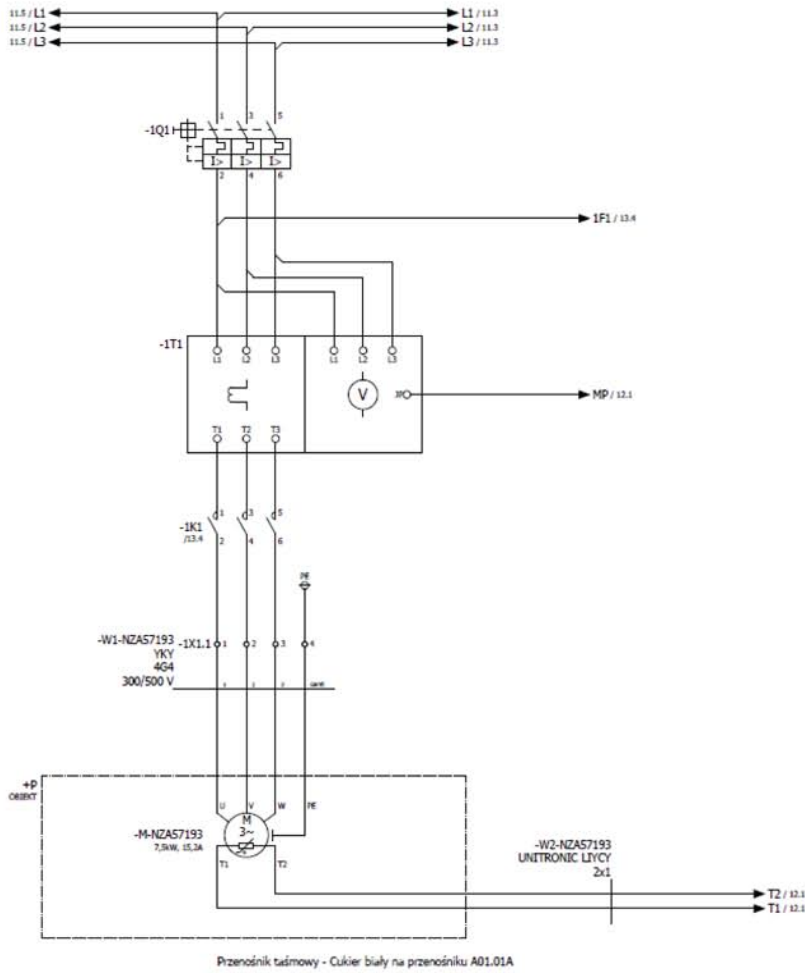 11.5 / L1
L1 / 11.3
11.5 / L2
L2 / 11.3
11.5 / L3
L3 / 11.3
1 3 5
-1Q1
I> I> I>
2 4 6
1F1 / 13.4
-1T1
L1 L2 L3 L1 L2 L3
V
MP / 12.1
T1 T2 T3
-1K1
/13.4
1 3 5
2 4 6
PE
-W1-NZA57193
-1X1.1
1 2 3 4
YKY
4G4
300/500 V
+P
OBIEKT
U V W PE
M
3~
-M-NZA57193
7,5kW, 15,2A
T1 T2
-W2-NZA57193
UNITRONIC LIYCY
2x1
T2 / 12.1
T1 / 12.1
Przenośnik taśmowy - Cukier biały na przenośniku A01.01A